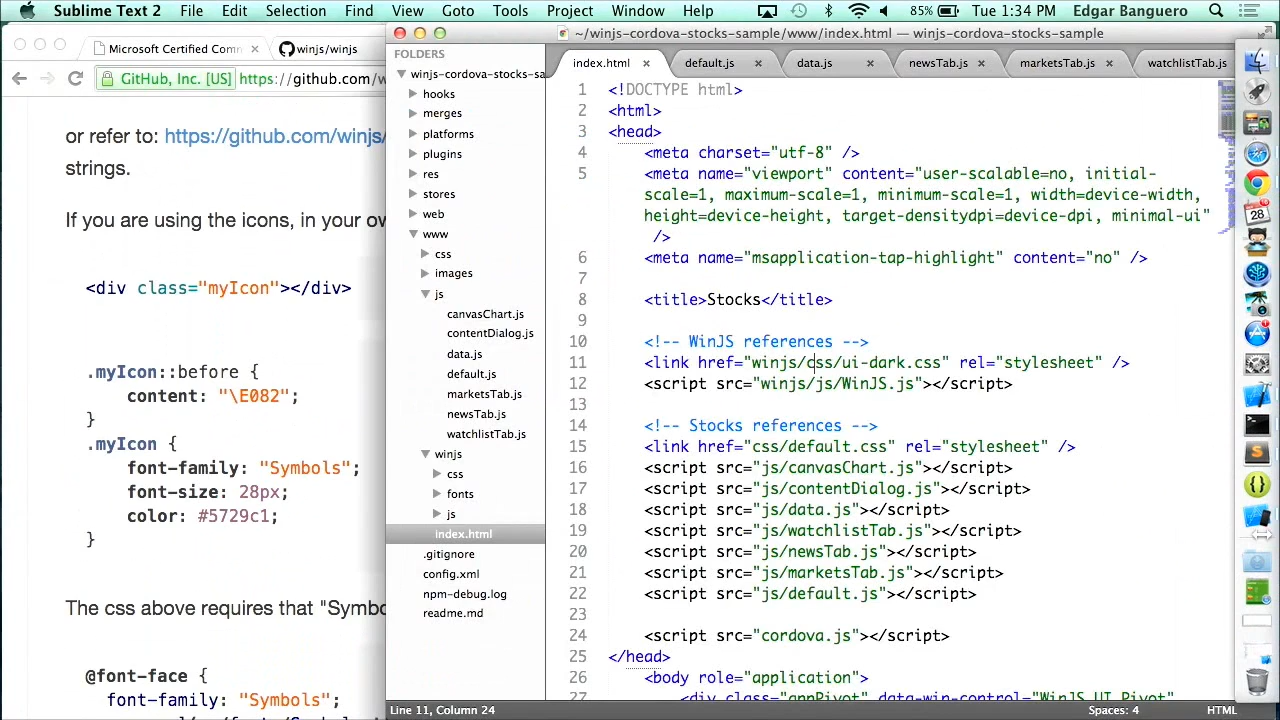 Sublime Text 2 File Edit Selection Find View Goto Tools Project Window Help 85% Tue 1:34 PM Edgar Banguero
~/winjs-cordova-stocks-sample/www/index.html — winjs-cordova-stocks-sample
Microsoft Certified Com
winjs/winjs
GitHub, Inc. [US] https://github.com/w
or refer to: https://github.com/winjs/
strings.
If you are using the icons, in your ow
<div class="myIcon"></div>
.myIcon::before {
content: "\E082";
}
.myIcon {
font-family: "Symbols";
font-size: 28px;
color: #5729c1;
}
The css above requires that "Symbo
@font-face {
font-family: "Symbols";
FOLDERS
winjs-cordova-stocks-sa
hooks
merges
platforms
plugins
res
stores
web
www
css
images
js
canvasChart.js
contentDialog.js
data.js
default.js
marketsTab.js
newsTab.js
watchlistTab.js
winjs
css
fonts
js
index.html
.gitignore
config.xml
npm-debug.log
readme.md
index.html default.js data.js newsTab.js marketsTab.js watchlistTab.js
1 <!DOCTYPE html>
2 <html>
3 <head>
4 <meta charset="utf-8" />
5 <meta name="viewport" content="user-scalable=no, initial-
scale=1, maximum-scale=1, minimum-scale=1, width=device-width,
height=device-height, target-densitydpi=device-dpi, minimal-ui"
/>
6 <meta name="msapplication-tap-highlight" content="no" />
7
8 <title>Stocks</title>
9
10 <!-- WinJS references -->
11 <link href="winjs/css/ui-dark.css" rel="stylesheet" />
12 <script src="winjs/js/WinJS.js"></script>
13
14 <!-- Stocks references -->
15 <link href="css/default.css" rel="stylesheet" />
16 <script src="js/canvasChart.js"></script>
17 <script src="js/contentDialog.js"></script>
18 <script src="js/data.js"></script>
19 <script src="js/watchlistTab.js"></script>
20 <script src="js/newsTab.js"></script>
21 <script src="js/marketsTab.js"></script>
22 <script src="js/default.js"></script>
23
24 <script src="cordova.js"></script>
25 </head>
26 <body role="application">
27 <div class="appPivot" data-win-control="WinJS.UI.Pivot"
Line 11, Column 24 Spaces: 4 HTML
28